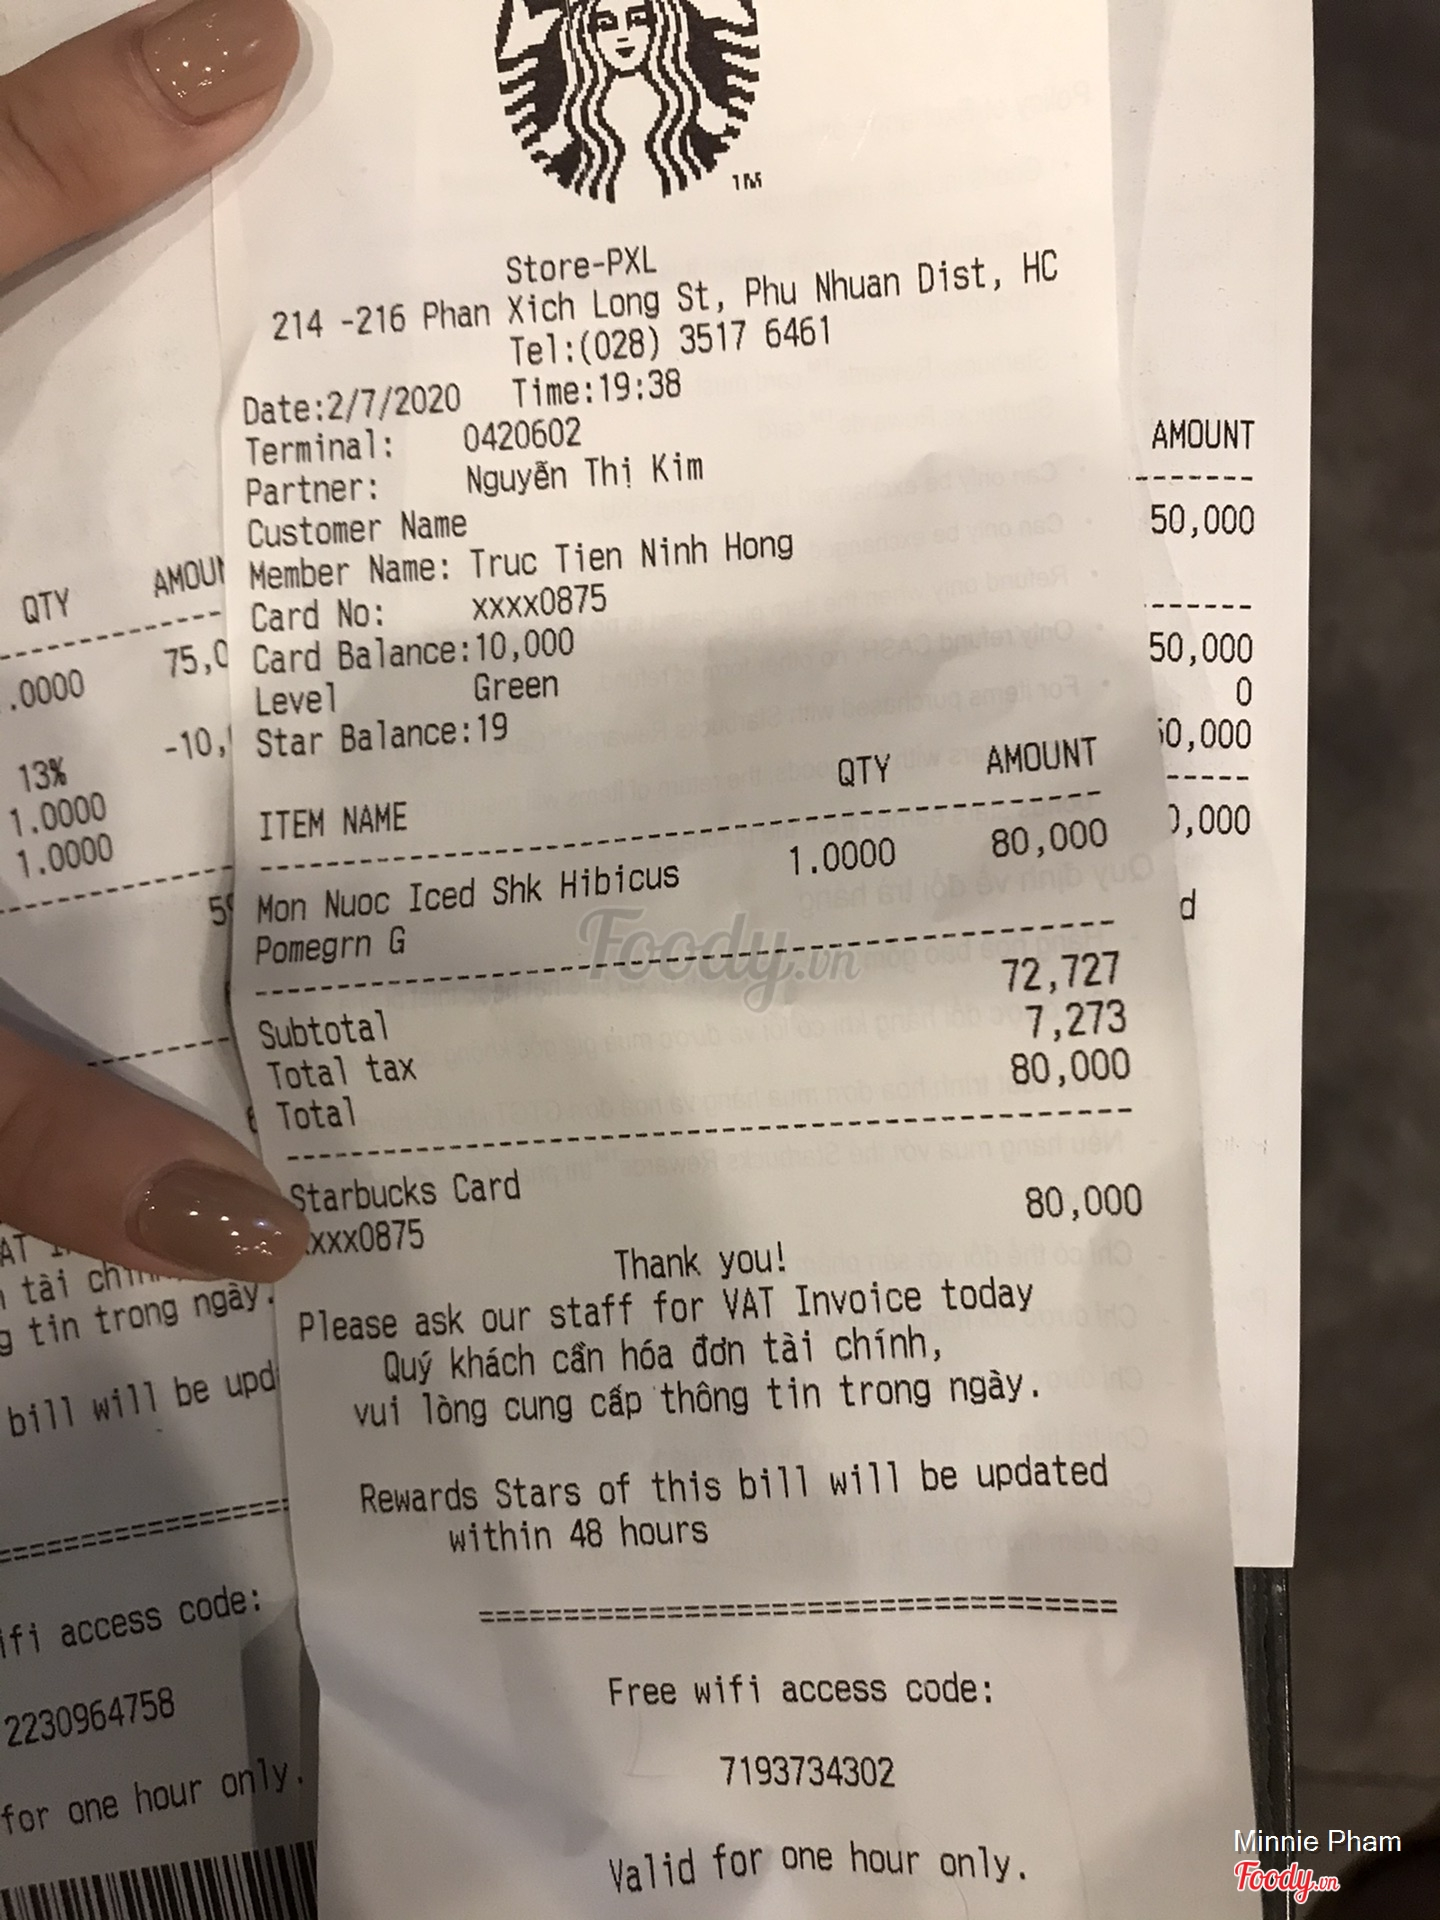 TM
Store-PXL
214 -216 Phan Xich Long St, Phu Nhuan Dist, HC
Tel:(028) 3517 6461
Date:2/7/2020 Time:19:38
Terminal: 0420602
Partner: Nguyễn Thị Kim
Customer Name
Member Name: Truc Tien Ninh Hong
Card No: xxxx0875
Card Balance:10,000
Level Green
Star Balance:19
ITEM NAME QTY AMOUNT
Mon Nuoc Iced Shk Hibicus 1.0000 80,000
Pomegrn G
Subtotal 72,727
Total tax 7,273
Total 80,000
Starbucks Card
xxx0875 80,000
Thank you!
Please ask our staff for VAT Invoice today
Quý khách cần hóa đơn tài chính,
vui lòng cung cấp thông tin trong ngày.
Rewards Stars of this bill will be updated
within 48 hours
===================================
Free wifi access code:
7193734302
Valid for one hour only.
QTY
.0000 75,0
-10,
13%
1.0000
1.0000
tài
tin trong ngày.
bill will be upd
access code:
2230964758
for one hour only.
AMOUNT
50,000
50,000
0
0,000
0,000
d
Foody.vn
Minnie Pham
Foody.vn